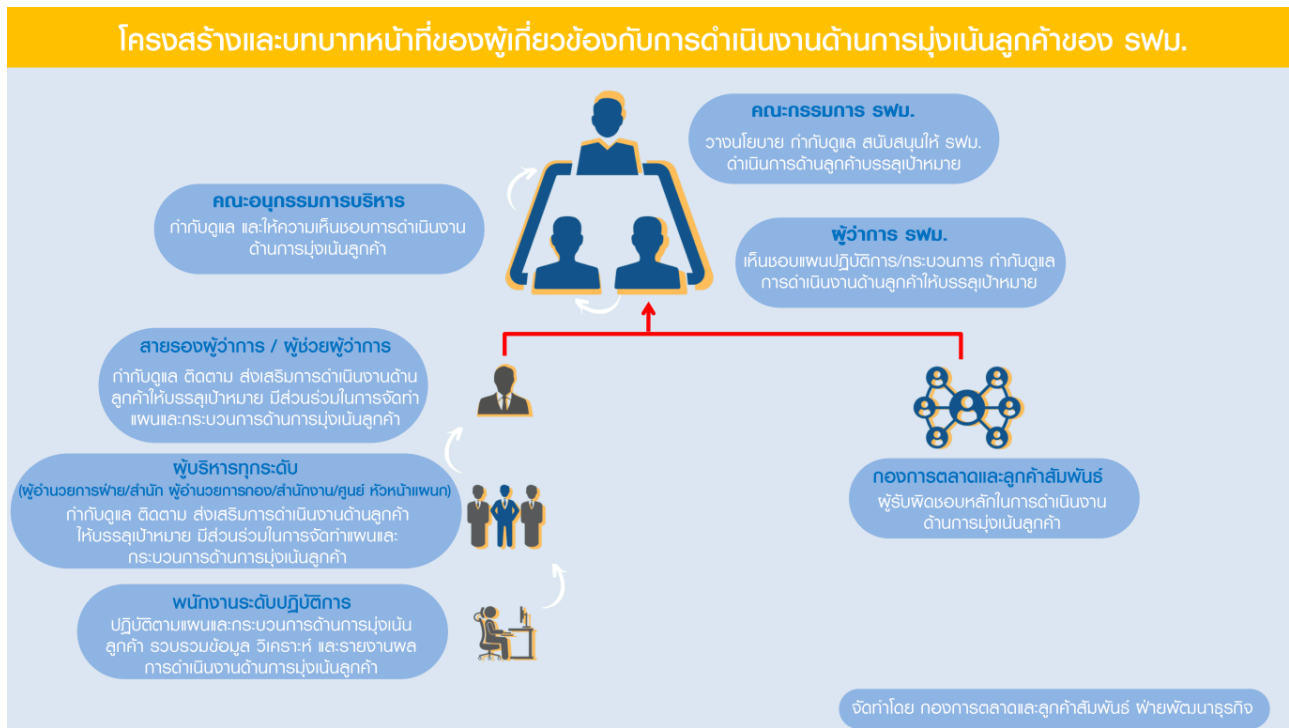 โครงสร้างและบทบาทหน้าที่ของผู้เกี่ยวข้องกับการดำเนินงานด้านการมุ่งเน้นลูกค้าของ รฟม.
คณะกรรมการ รฟม.
วางนโยบาย กำกับดูแล สนับสนุนให้ รฟม.
ดำเนินการด้านลูกค้าบรรลุเป้าหมาย
คณะอนุกรรมการบริหาร
กำกับดูแล และให้ความเห็นชอบการดำเนินงาน
ด้านการมุ่งเน้นลูกค้า
ผู้ว่าการ รฟม.
เห็นชอบแผนปฏิบัติการ/กระบวนการ กำกับดูแล
การดำเนินงานด้านลูกค้าให้บรรลุเป้าหมาย
สายรองผู้ว่าการ / ผู้ช่วยผู้ว่าการ
กำกับดูแล ติดตาม ส่งเสริมการดำเนินงานด้าน
ลูกค้าให้บรรลุเป้าหมาย มีส่วนร่วมในการจัดทำ
แผนและกระบวนการด้านการมุ่งเน้นลูกค้า
ผู้บริหารทุกระดับ
(ผู้อำนวยการฝ่าย/สำนัก ผู้อำนวยการกอง/สำนักงาน/ศูนย์ หัวหน้าแผนก)
กำกับดูแล ติดตาม ส่งเสริมการดำเนินงานด้านลูกค้า
ให้บรรลุเป้าหมาย มีส่วนร่วมในการจัดทำแผนและ
กระบวนการด้านการมุ่งเน้นลูกค้า
กองการตลาดและลูกค้าสัมพันธ์
ผู้รับผิดชอบหลักในการดำเนินงาน
ด้านการมุ่งเน้นลูกค้า
พนักงานระดับปฏิบัติการ
ปฏิบัติตามแผนและกระบวนการด้านการมุ่งเน้น
ลูกค้า รวบรวมข้อมูล วิเคราะห์ และรายงานผล
การดำเนินงานด้านการมุ่งเน้นลูกค้า
จัดทำโดย กองการตลาดและลูกค้าสัมพันธ์ ฝ่ายพัฒนาธุรกิจ